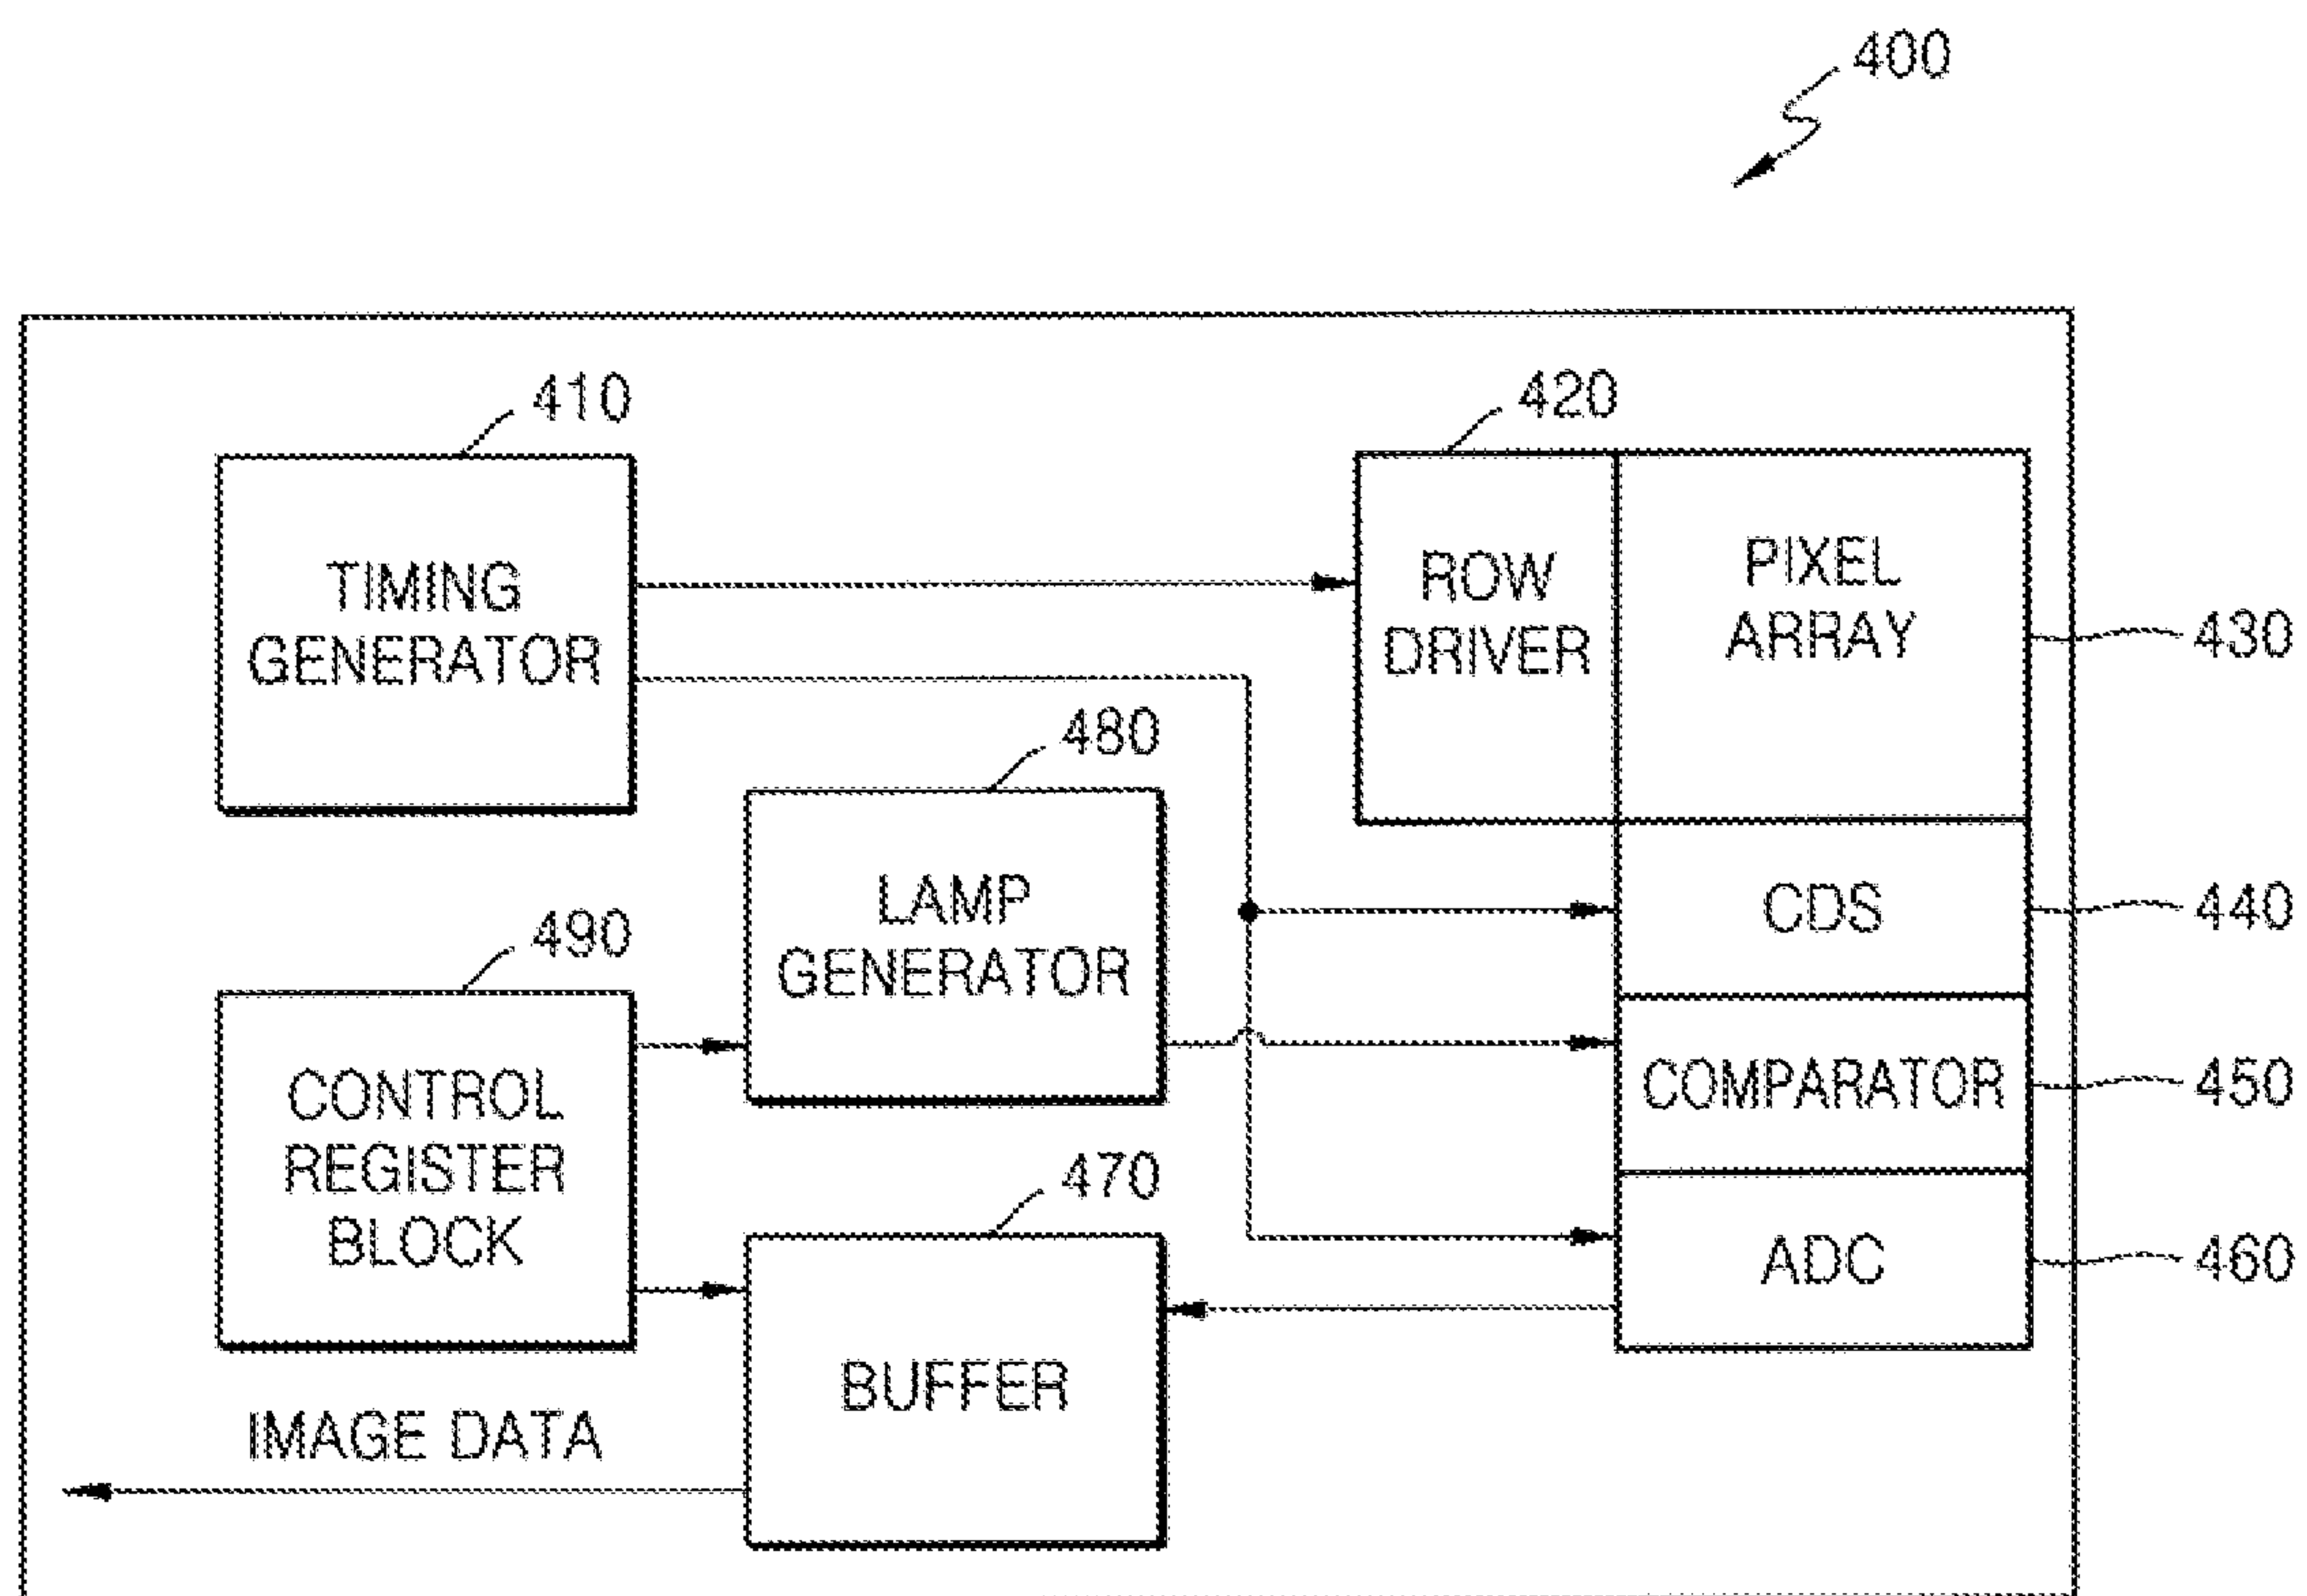 400
410
420
TIMING
GENERATOR
ROW
DRIVER
PIXEL
ARRAY
430
480
LAMP
GENERATOR
CDS
440
490
CONTROL
REGISTER
BLOCK
COMPARATOR
450
470
BUFFER
ADC
460
IMAGE DATA